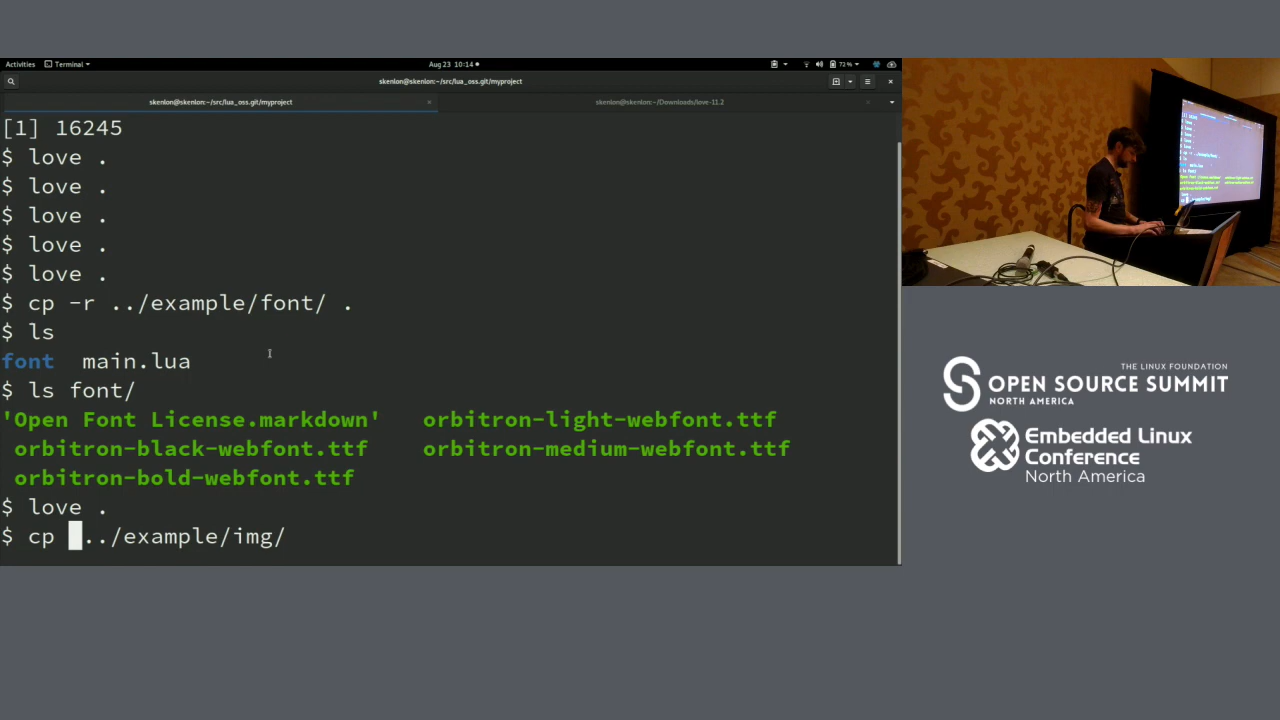 Activities Terminal Aug 23 10:14 72 %
skenlon@skenlon:~/src/lua_oss.git/myproject
skenlon@skenlon:~/src/lua_oss.git/myproject skenlon@skenlon:~/Downloads/love-11.2
[1] 16245
$ love .
$ love .
$ love .
$ love .
$ love .
$ cp -r ../example/font/ .
$ ls
font main.lua
$ ls font/
'Open Font License.markdown' orbitron-light-webfont.ttf
orbitron-black-webfont.ttf orbitron-medium-webfont.ttf
orbitron-bold-webfont.ttf
$ love .
$ cp ../example/img/
THE LINUX FOUNDATION
OPEN SOURCE SUMMIT
NORTH AMERICA
Embedded Linux
Conference
North America